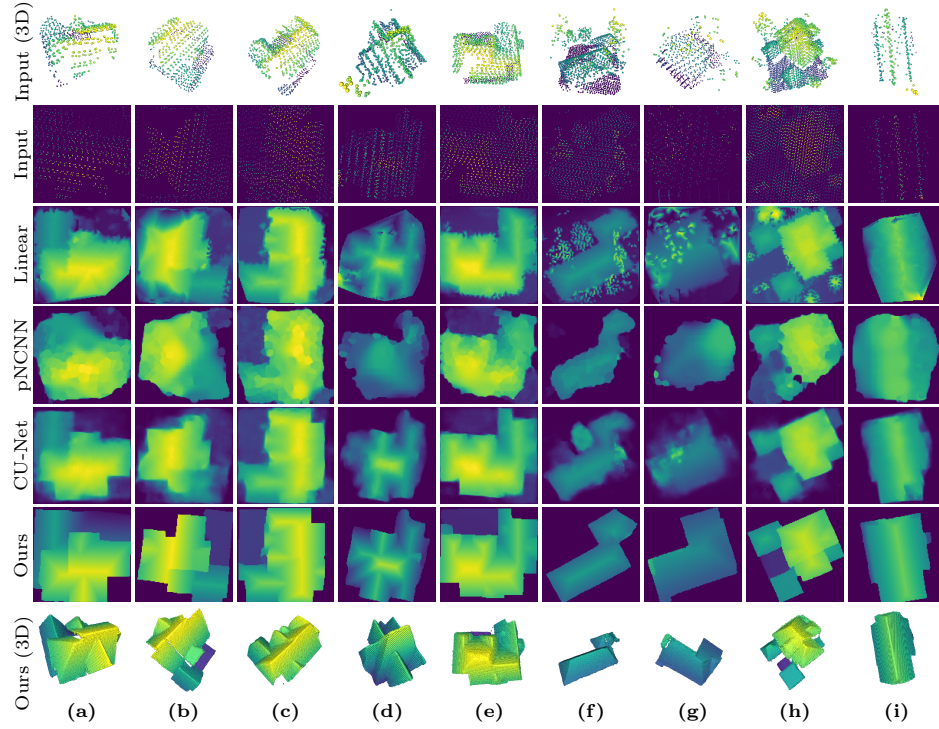 Input (3D)
Input
Linear
pNCNN
CU-Net
Ours
Ours (3D)
(a) (b) (c) (d) (e) (f) (g) (h) (i)